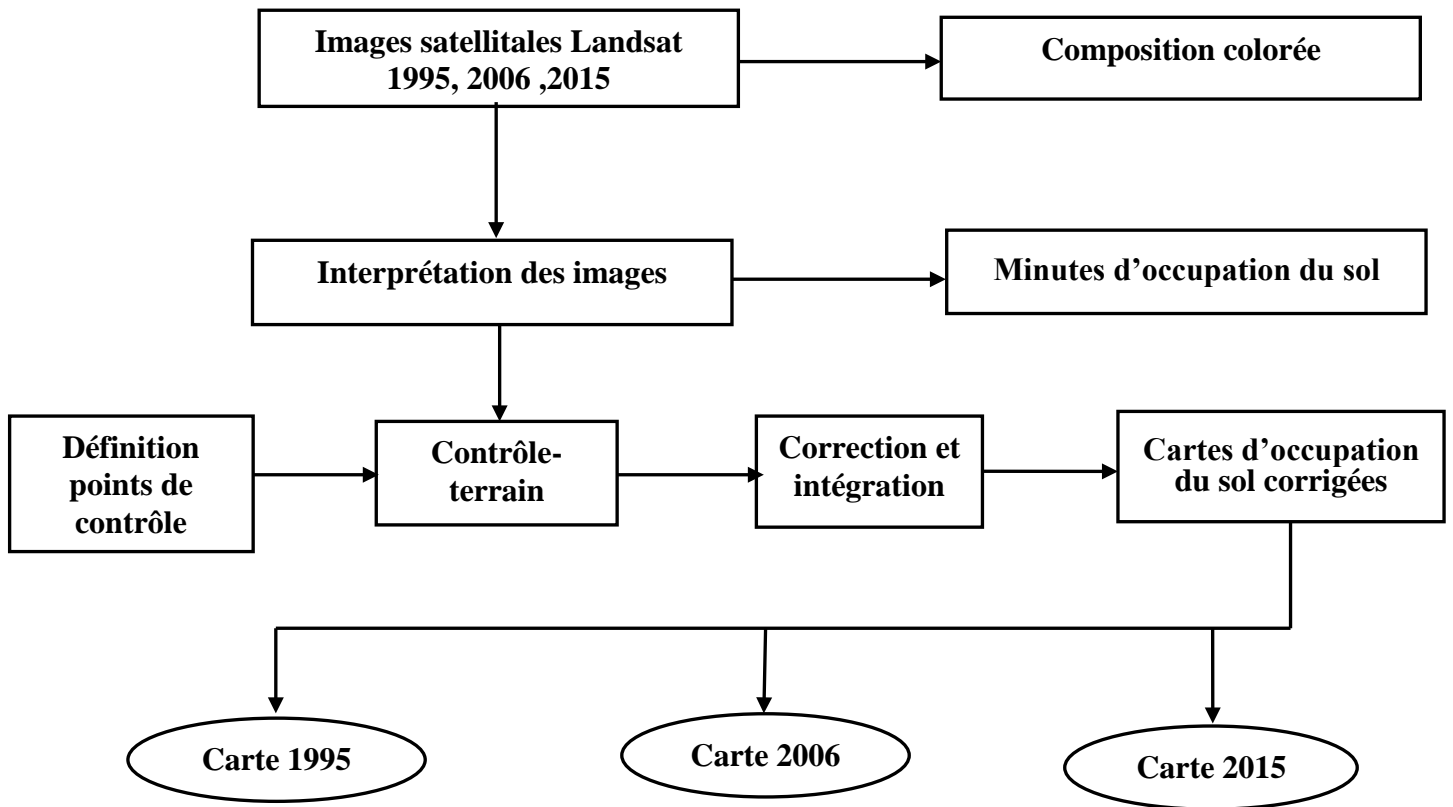 Images satellitales Landsat
1995, 2006 ,2015
Composition colorée
Interprétation des images
Minutes d’occupation du sol
Définition
points de
contrôle
Contrôle-
terrain
Correction et
intégration
Cartes d’occupation
du sol corrigées
Carte 1995
Carte 2006
Carte 2015